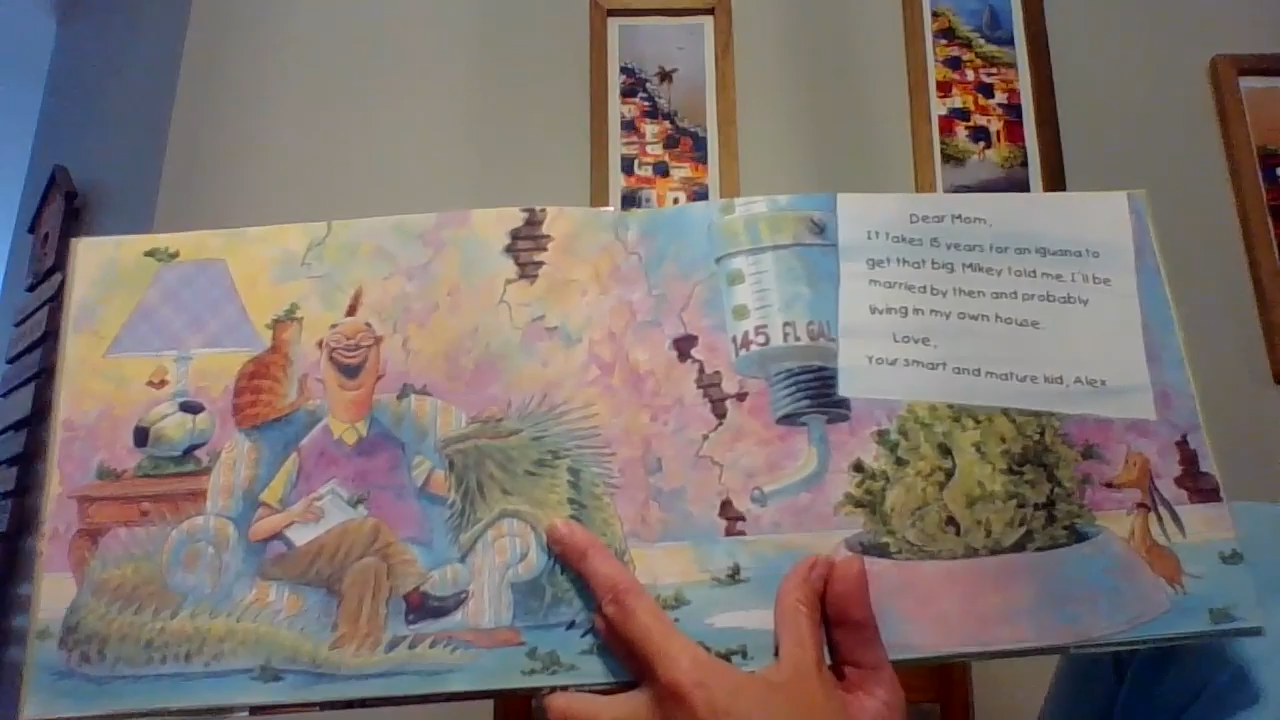 Dear Mom,
It takes 15 years for an iguana to
get that big. Mikey told me. I'll be
married by then and probably
living in my own house.
Love,
Your smart and mature kid, Alex
145 FL GAL